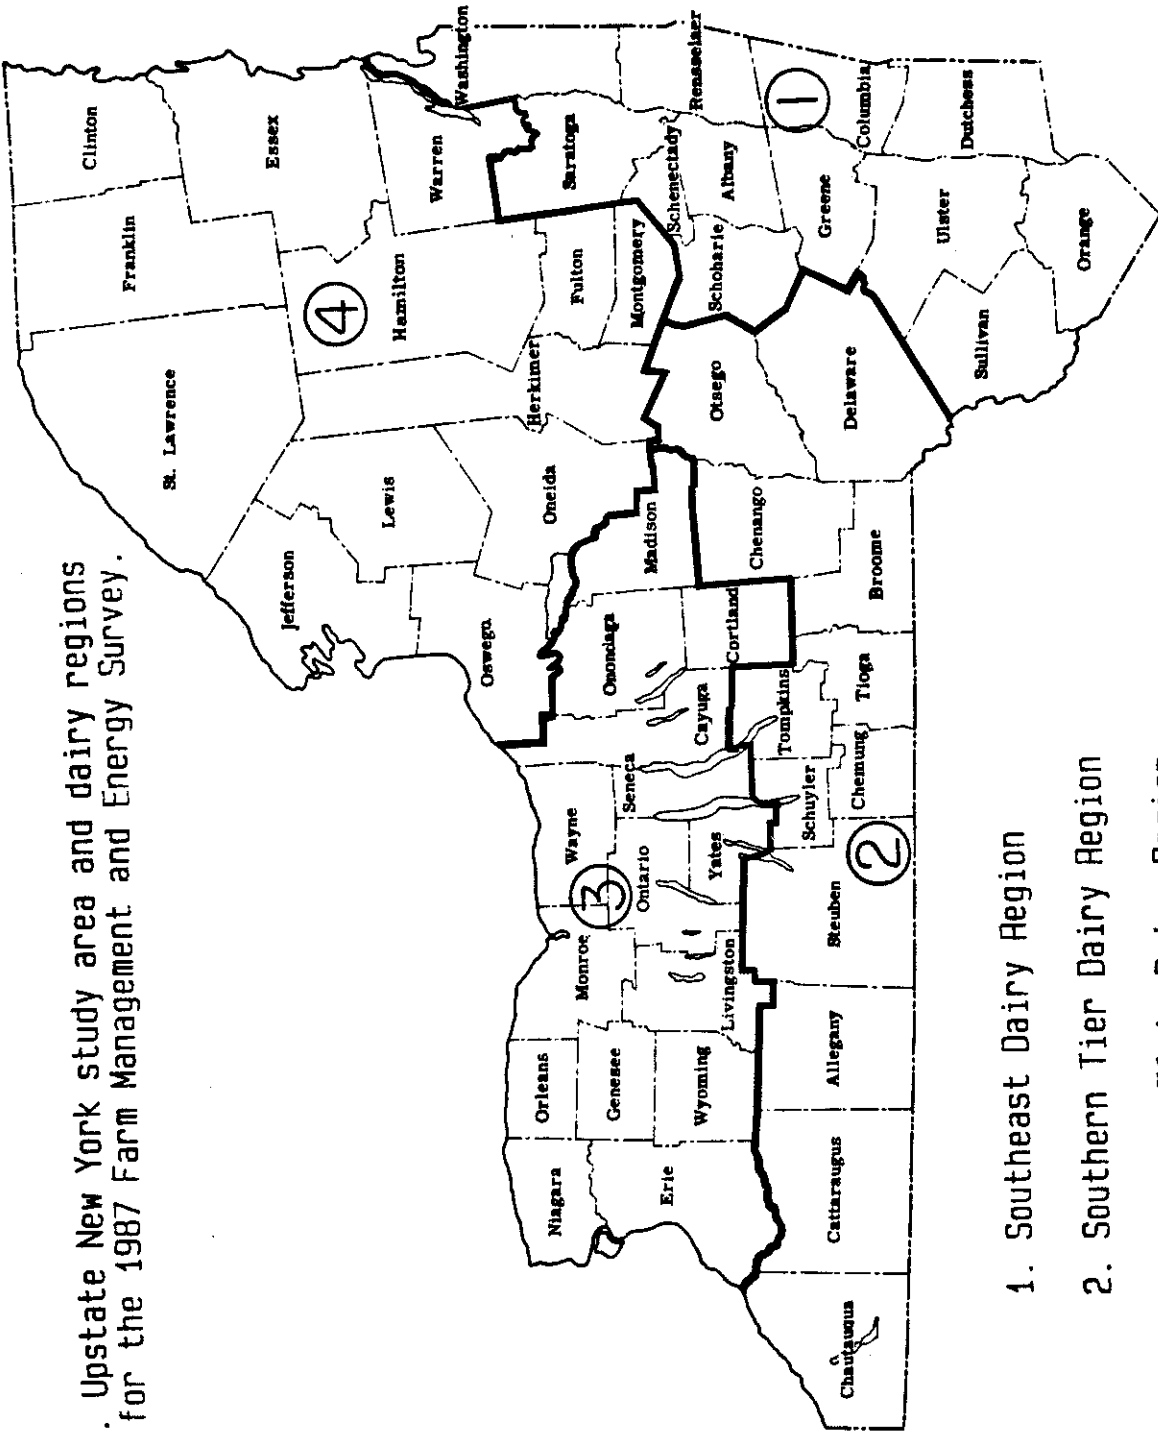 . Upstate New York study area and dairy regions
for the 1987 Farm Management and Energy Survey.
Clinton
Franklin
Essex
St. Lawrence
4
Hamilton
Warren
Washington
Jefferson
Lewis
Herkimer
Fulton
Saratoga
Oswego
Oneida
Montgomery
Schenectady
Rensselaer
Niagara
Orleans
Monroe
Wayne
3
Genesee
Ontario
Seneca
Onondaga
Madison
Otsego
Schoharie
Albany
1
Erie
Wyoming
Livingston
Yates
Cayuga
Cortland
Chenango
Delaware
Greene
Columbia
Chautauqua
Cattaraugus
Allegany
Steuben
2
Schuyler
Chemung
Tompkins
Tioga
Broome
Ulster
Dutchess
Sullivan
Orange
1. Southeast Dairy Region
2. Southern Tier Dairy Region